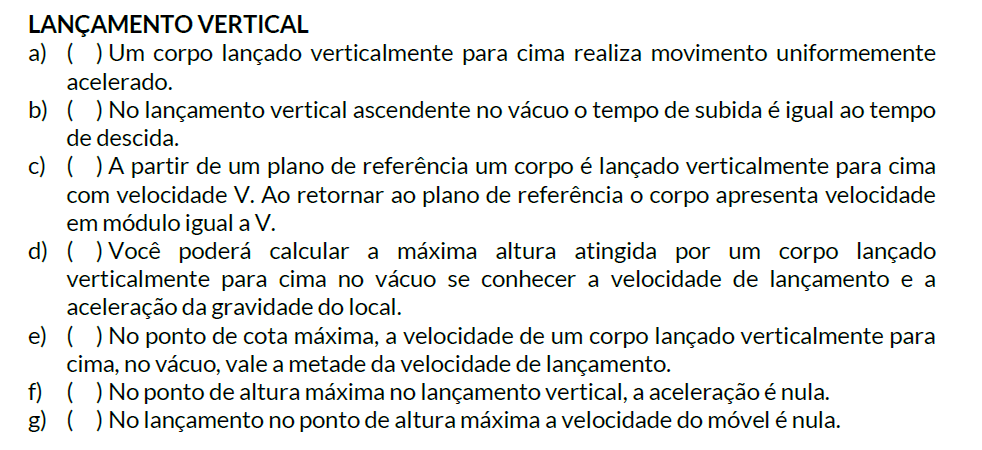 LANÇAMENTO VERTICAL
a) ( ) Um corpo lançado verticalmente para cima realiza movimento uniformemente
acelerado.
b) ( ) No lançamento vertical ascendente no vácuo o tempo de subida é igual ao tempo
de descida.
c) ( ) A partir de um plano de referência um corpo é lançado verticalmente para cima
com velocidade V. Ao retornar ao plano de referência o corpo apresenta velocidade
em módulo igual a V.
d) ( ) Você poderá calcular a máxima altura atingida por um corpo lançado
verticalmente para cima no vácuo se conhecer a velocidade de lançamento e a
aceleração da gravidade do local.
e) ( ) No ponto de cota máxima, a velocidade de um corpo lançado verticalmente para
cima, no vácuo, vale a metade da velocidade de lançamento.
f) ( ) No ponto de altura máxima no lançamento vertical, a aceleração é nula.
g) ( ) No lançamento no ponto de altura máxima a velocidade do móvel é nula.